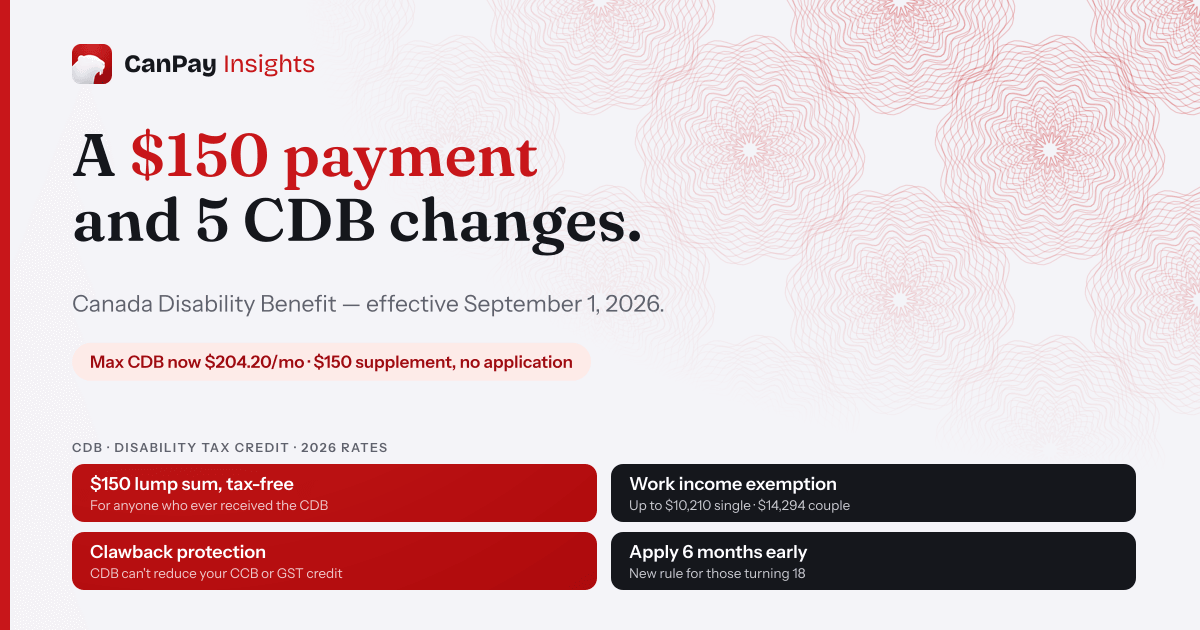 CanPay Insights
A $150 payment
and 5 CDB changes.
Canada Disability Benefit — effective September 1, 2026.
Max CDB now $204.20/mo · $150 supplement, no application
CDB · DISABILITY TAX CREDIT · 2026 RATES
$150 lump sum, tax-free
For anyone who ever received the CDB
Work income exemption
Up to $10,210 single · $14,294 couple
Clawback protection
CDB can't reduce your CCB or GST credit
Apply 6 months early
New rule for those turning 18